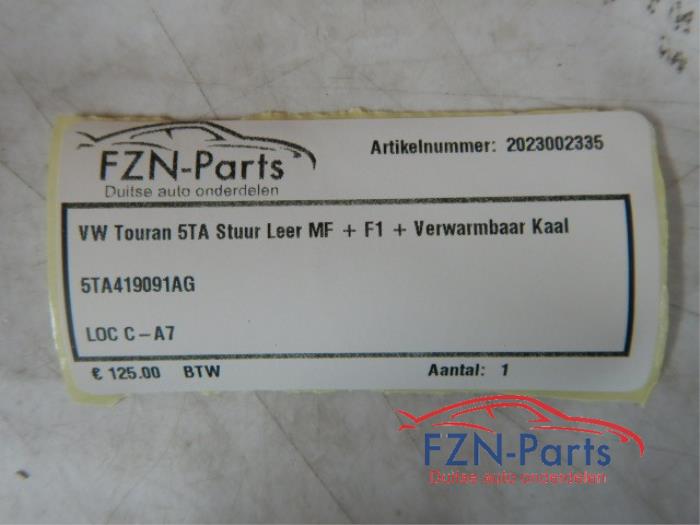 FZN-Parts
Duitse auto onderdelen
Artikelnummer: 2023002335
VW Touran 5TA Stuur Leer MF + F1 + Verwarmbaar Kaal
5TA419091AG
LOC C-A7
€ 125.00 BTW Aantal: 1
FZN-Parts
Duitse auto onderdelen